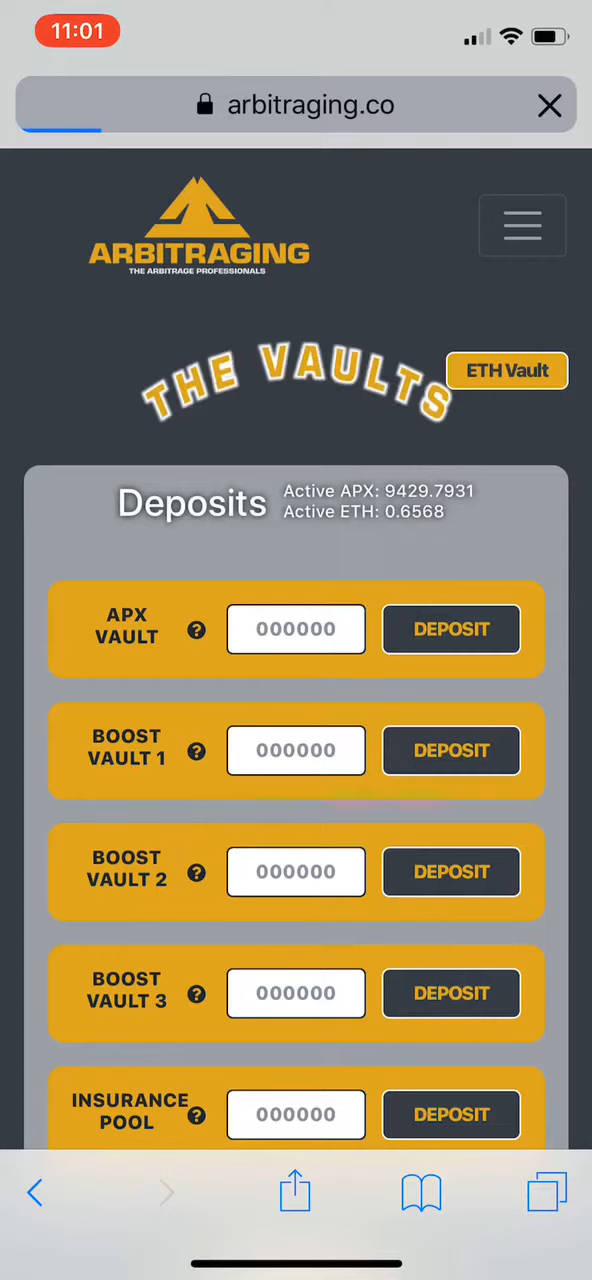 11:01
arbitraging.co
ARBITRAGING
THE ARBITRAGE PROFESSIONALS
THE VAULTS
ETH Vault
Deposits
Active APX: 9429.7931
Active ETH: 0.6568
APX
VAULT
?
000000
DEPOSIT
BOOST
VAULT 1
?
000000
DEPOSIT
BOOST
VAULT 2
?
000000
DEPOSIT
BOOST
VAULT 3
?
000000
DEPOSIT
INSURANCE
POOL
?
000000
DEPOSIT